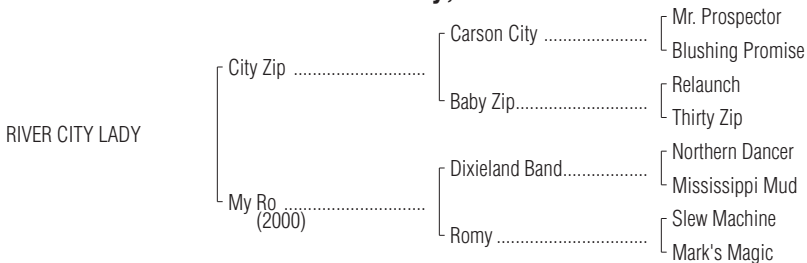 Mr. Prospector
Carson City ......................
Blushing Promise
City Zip ............................
Relaunch
Baby Zip............................
Thirty Zip
RIVER CITY LADY
Northern Dancer
Dixieland Band..................
Mississippi Mud
My Ro ..............................
(2000)
Slew Machine
Romy ................................
Mark's Magic